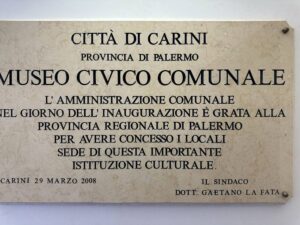 CITTÀ DI CARINI
PROVINCIA DI PALERMO
MUSEO CIVICO COMUNALE
L' AMMINISTRAZIONE COMUNALE
NEL GIORNO DELL' INAUGURAZIONE È GRATA ALLA
PROVINCIA REGIONALE DI PALERMO
PER AVERE CONCESSO I LOCALI
SEDE DI QUESTA IMPORTANTE
ISTITUZIONE CULTURALE.
CARINI 29 MARZO 2008
IL SINDACO
DOTT. GAETANO LA FATA